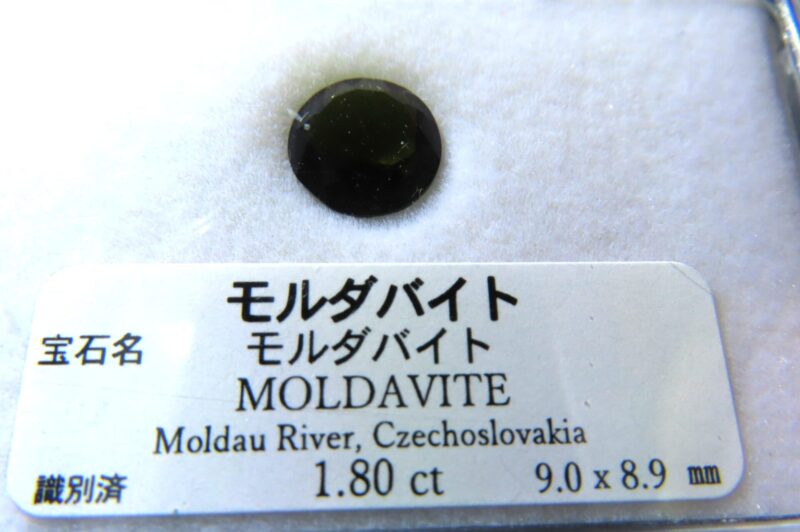 モルダバイト
宝石名 モルダバイト
MOLDAVITE
Moldau River, Czechoslovakia
識別済 1.80 ct 9.0 x 8.9 ㎜